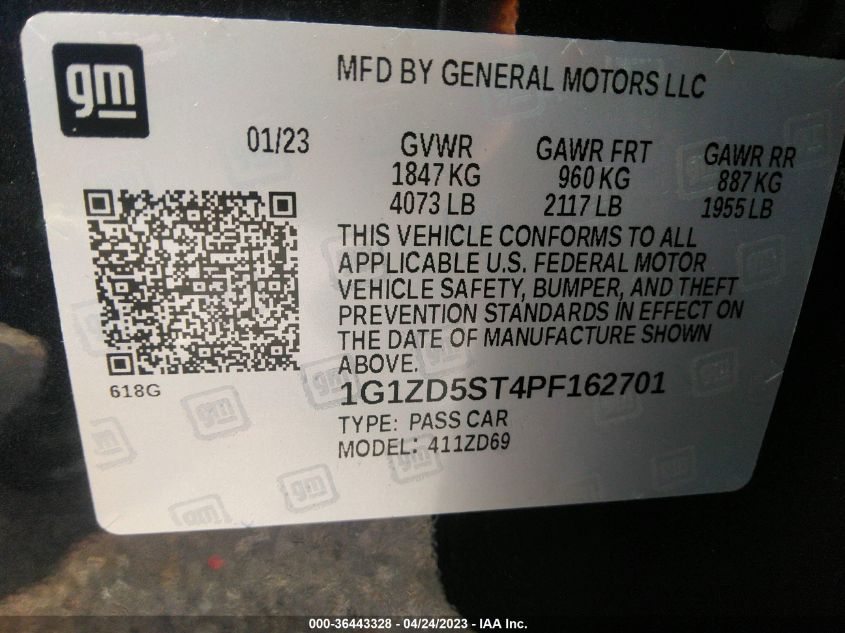 gm
MFD BY GENERAL MOTORS LLC
01/23 GVWR GAWR FRT GAWR RR
1847 KG 960 KG 887 KG
4073 LB 2117 LB 1955 LB
THIS VEHICLE CONFORMS TO ALL
APPLICABLE U.S. FEDERAL MOTOR
VEHICLE SAFETY, BUMPER, AND THEFT
PREVENTION STANDARDS IN EFFECT ON
THE DATE OF MANUFACTURE SHOWN
ABOVE.
618G
1G1ZD5ST4PF162701
TYPE: PASS CAR
MODEL: 411ZD69
000-36443328 - 04/24/2023 - IAA Inc.